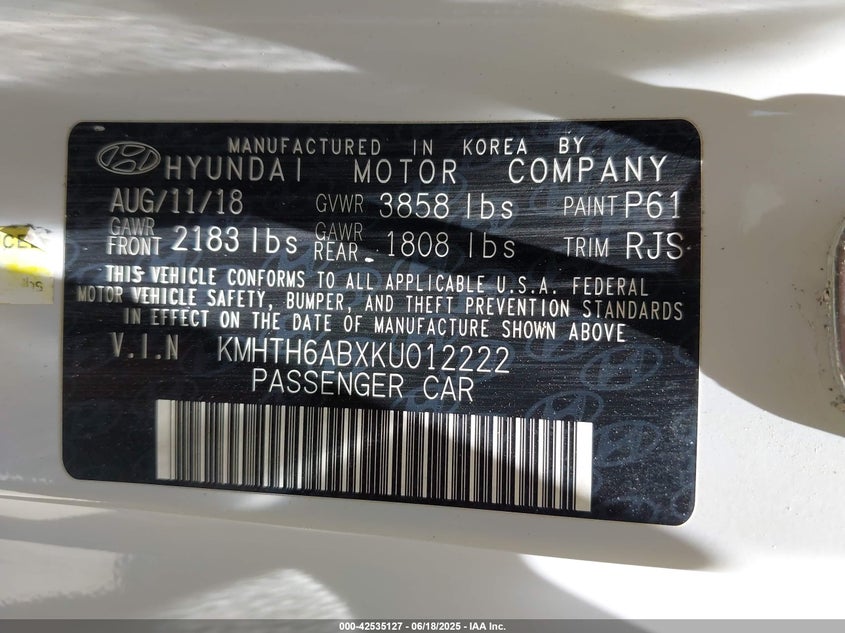 MANUFACTURED IN KOREA BY
HYUNDAI MOTOR COMPANY
AUG/11/18 GVWR 3858 lbs PAINT P61
GAWR FRONT 2183 lbs GAWR REAR 1808 lbs TRIM RJS
THIS VEHICLE CONFORMS TO ALL APPLICABLE U.S.A. FEDERAL
MOTOR VEHICLE SAFETY, BUMPER, AND THEFT PREVENTION STANDARDS
IN EFFECT ON THE DATE OF MANUFACTURE SHOWN ABOVE
V.I.N KMHTH6ABXKU012222
PASSENGER CAR
000-42535127 - 06/18/2025 - IAA Inc.